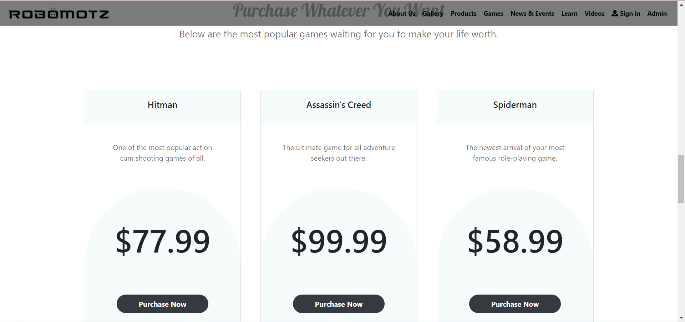 ROBÖMOTZ
About Us Gallery Products Games News & Events Learn Videos Sign In Admin
Purchase Whatever You Want
Below are the most popular games waiting for you to make your life worth.
Hitman
One of the most popular action
cum shooting games of all.
$77.99
Purchase Now
Assassin's Creed
The ultimate game for all adventure
seekers out there.
$99.99
Purchase Now
Spiderman
The newest arrival of your most
famous role-playing game.
$58.99
Purchase Now